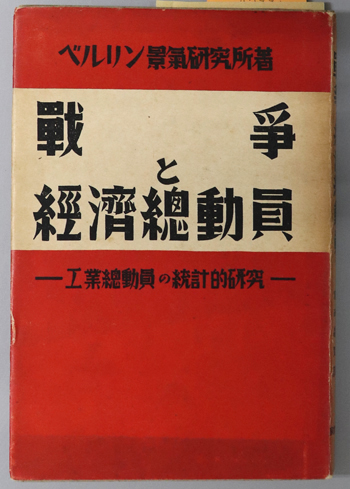 ベルリン景氣研究所著
戰爭
と
經濟總動員
—工業總動員の統計的研究—